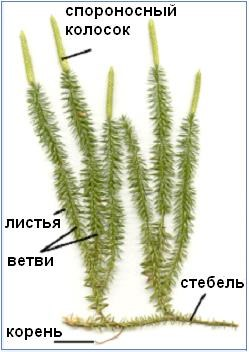 спороносный
колосок
листья
ветви
стебель
корень